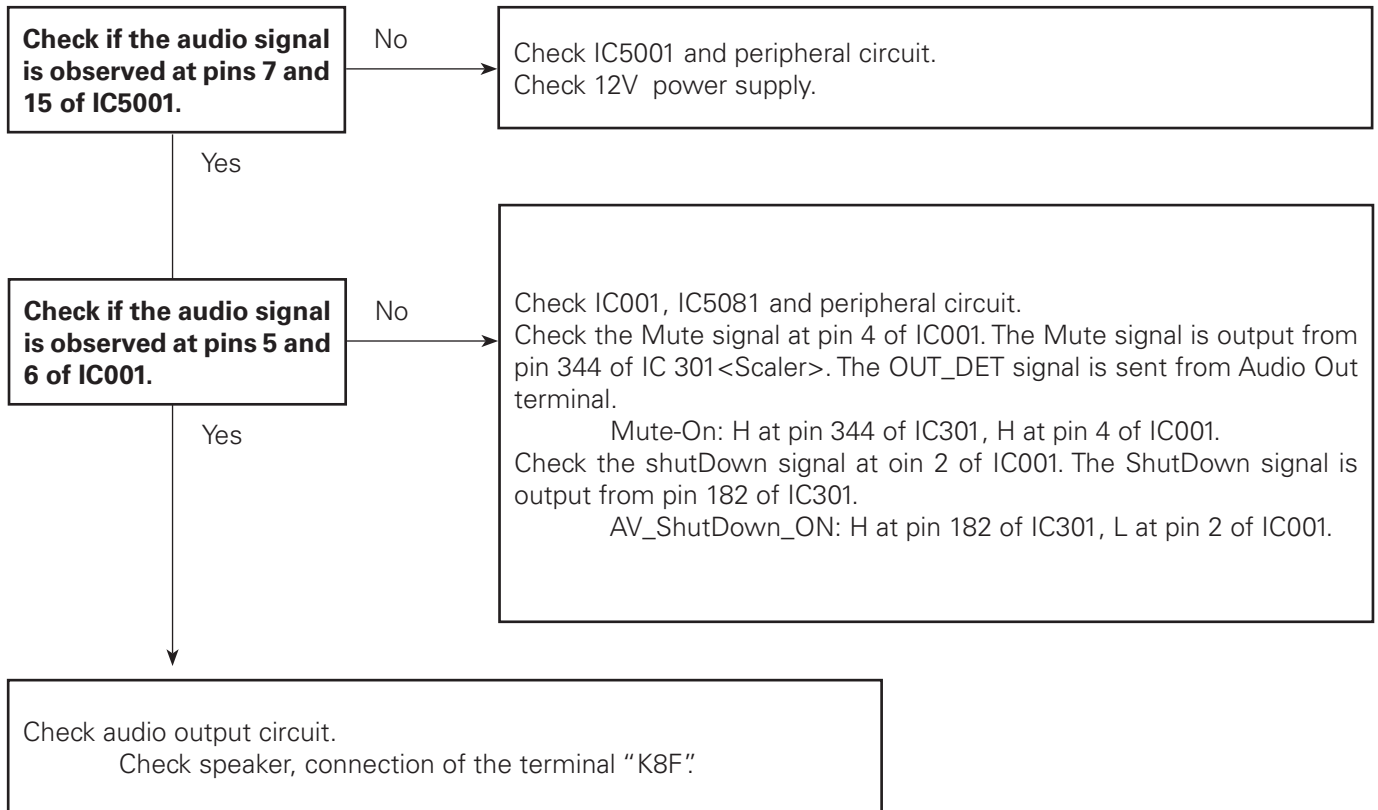 Check if the audio signal
is observed at pins 7 and
15 of IC5001.
No
Check IC5001 and peripheral circuit.
Check 12V power supply.
Yes
Check if the audio signal
is observed at pins 5 and
6 of IC001.
No
Check IC001, IC5081 and peripheral circuit.
Check the Mute signal at pin 4 of IC001. The Mute signal is output from
pin 344 of IC 301<Scaler>. The OUT_DET signal is sent from Audio Out
terminal.
Mute-On: H at pin 344 of IC301, H at pin 4 of IC001.
Check the shutDown signal at oin 2 of IC001. The ShutDown signal is
output from pin 182 of IC301.
AV_ShutDown_ON: H at pin 182 of IC301, L at pin 2 of IC001.
Yes
Check audio output circuit.
Check speaker, connection of the terminal “K8F”.